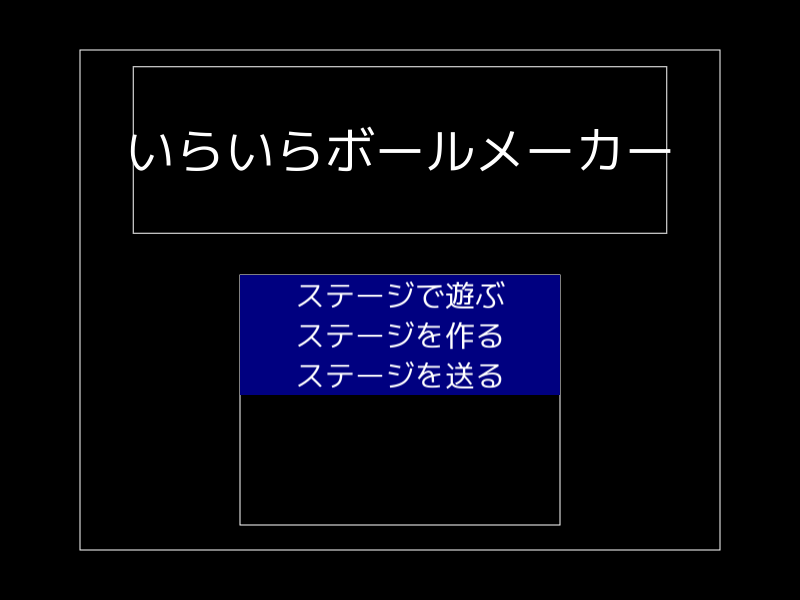 いらいらボールメーカー
ステージで遊ぶ
ステージを作る
ステージを送る